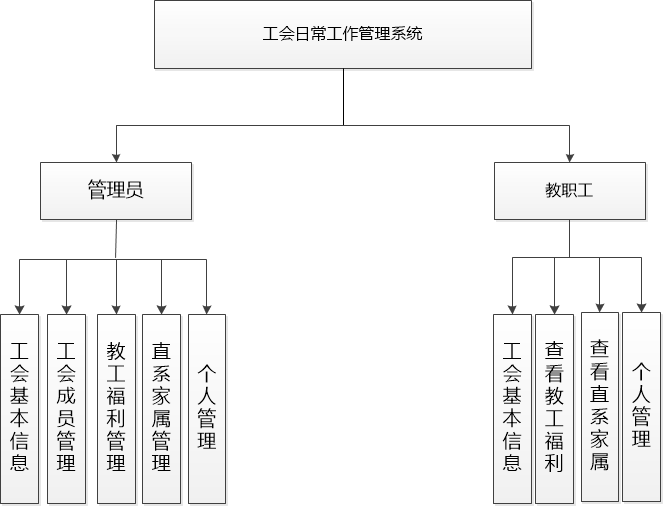 工会日常工作管理系统
管理员
教职工
工会基本信息
工会成员管理
教工福利管理
直系家属管理
个人管理
工会基本信息
查看教工福利
查看直系家属
个人管理